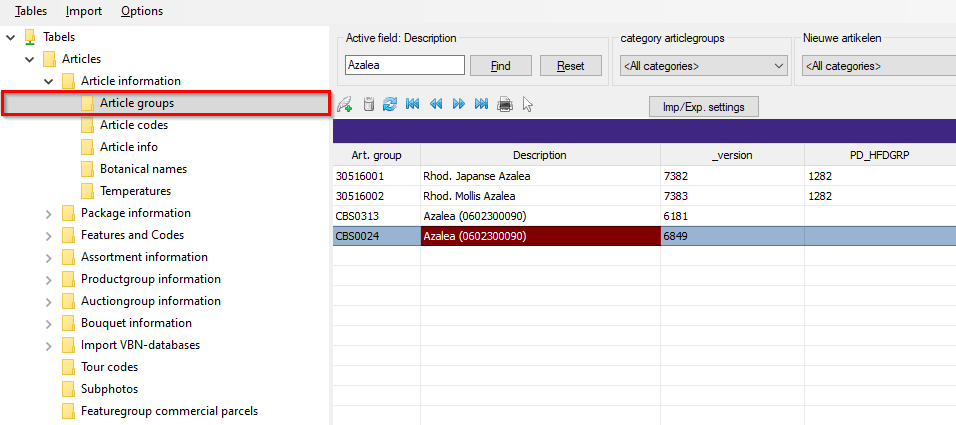 Tables Import Options
Tabels
Articles
Article information
Article groups
Article codes
Article info
Botanical names
Temperatures
Package information
Features and Codes
Assortment information
Productgroup information
Auctiongroup information
Bouquet information
Import VBN-databases
Tour codes
Subphotos
Featuregroup commercial parcels
Active field: Description category articlegroups Nieuwe artikelen
Azalea Find Reset <All categories> <All categories>
Imp/Exp. settings
Art. group Description _version PD_HFDGRP
30516001 Rhod. Japanse Azalea 7382 1282
30516002 Rhod. Mollis Azalea 7383 1282
CBS0313 Azalea (0602300090) 6181
CBS0024 Azalea (0602300090) 6849